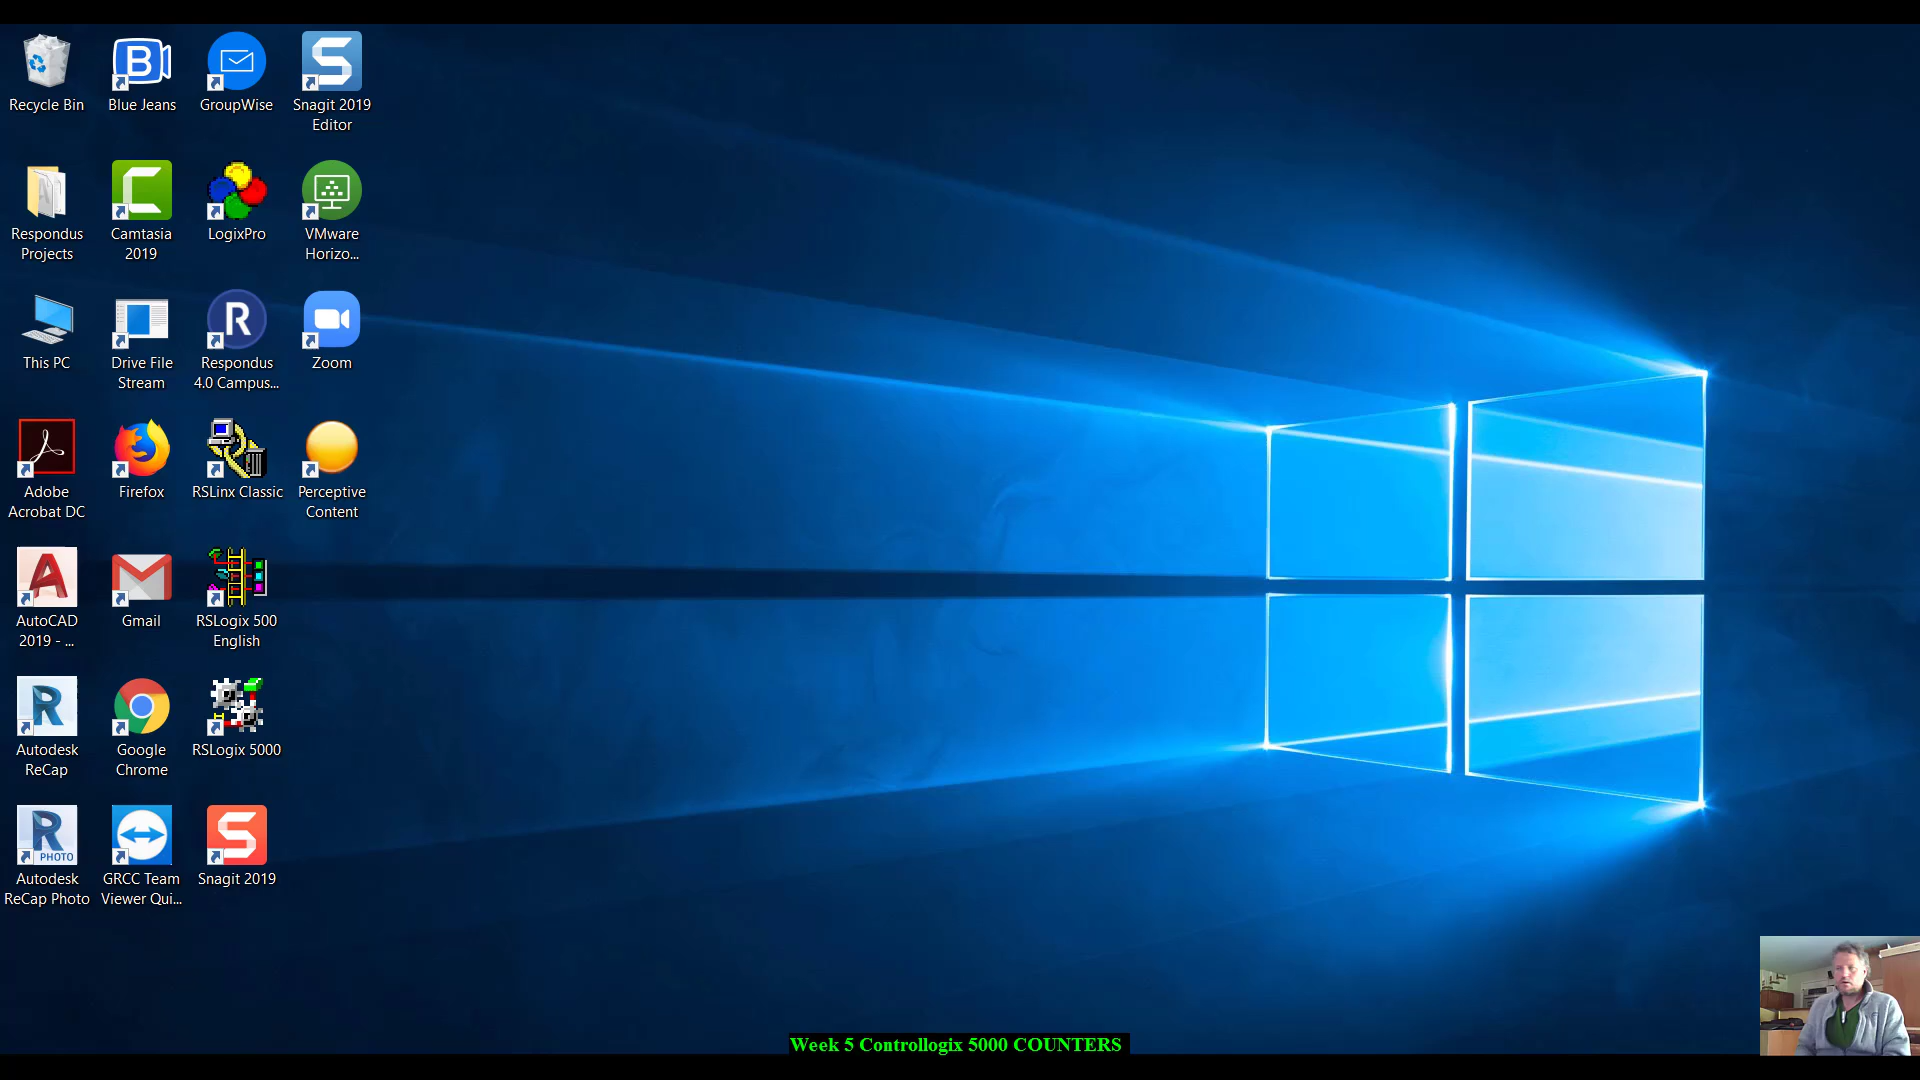 Recycle Bin
Blue Jeans
GroupWise
Snagit 2019
Editor
Respondus
Projects
Camtasia
2019
LogixPro
VMware
Horizo...
This PC
Drive File
Stream
Respondus
4.0 Campus...
Zoom
Adobe
Acrobat DC
Firefox
RSLinx Classic
Perceptive
Content
AutoCAD
2019 - ...
Gmail
RSLogix 500
English
Autodesk
ReCap
Google
Chrome
RSLogix 5000
PHOTO
Autodesk
ReCap Photo
GRCC Team
Viewer Qui...
Snagit 2019
Week 5 Controllogix 5000 COUNTERS